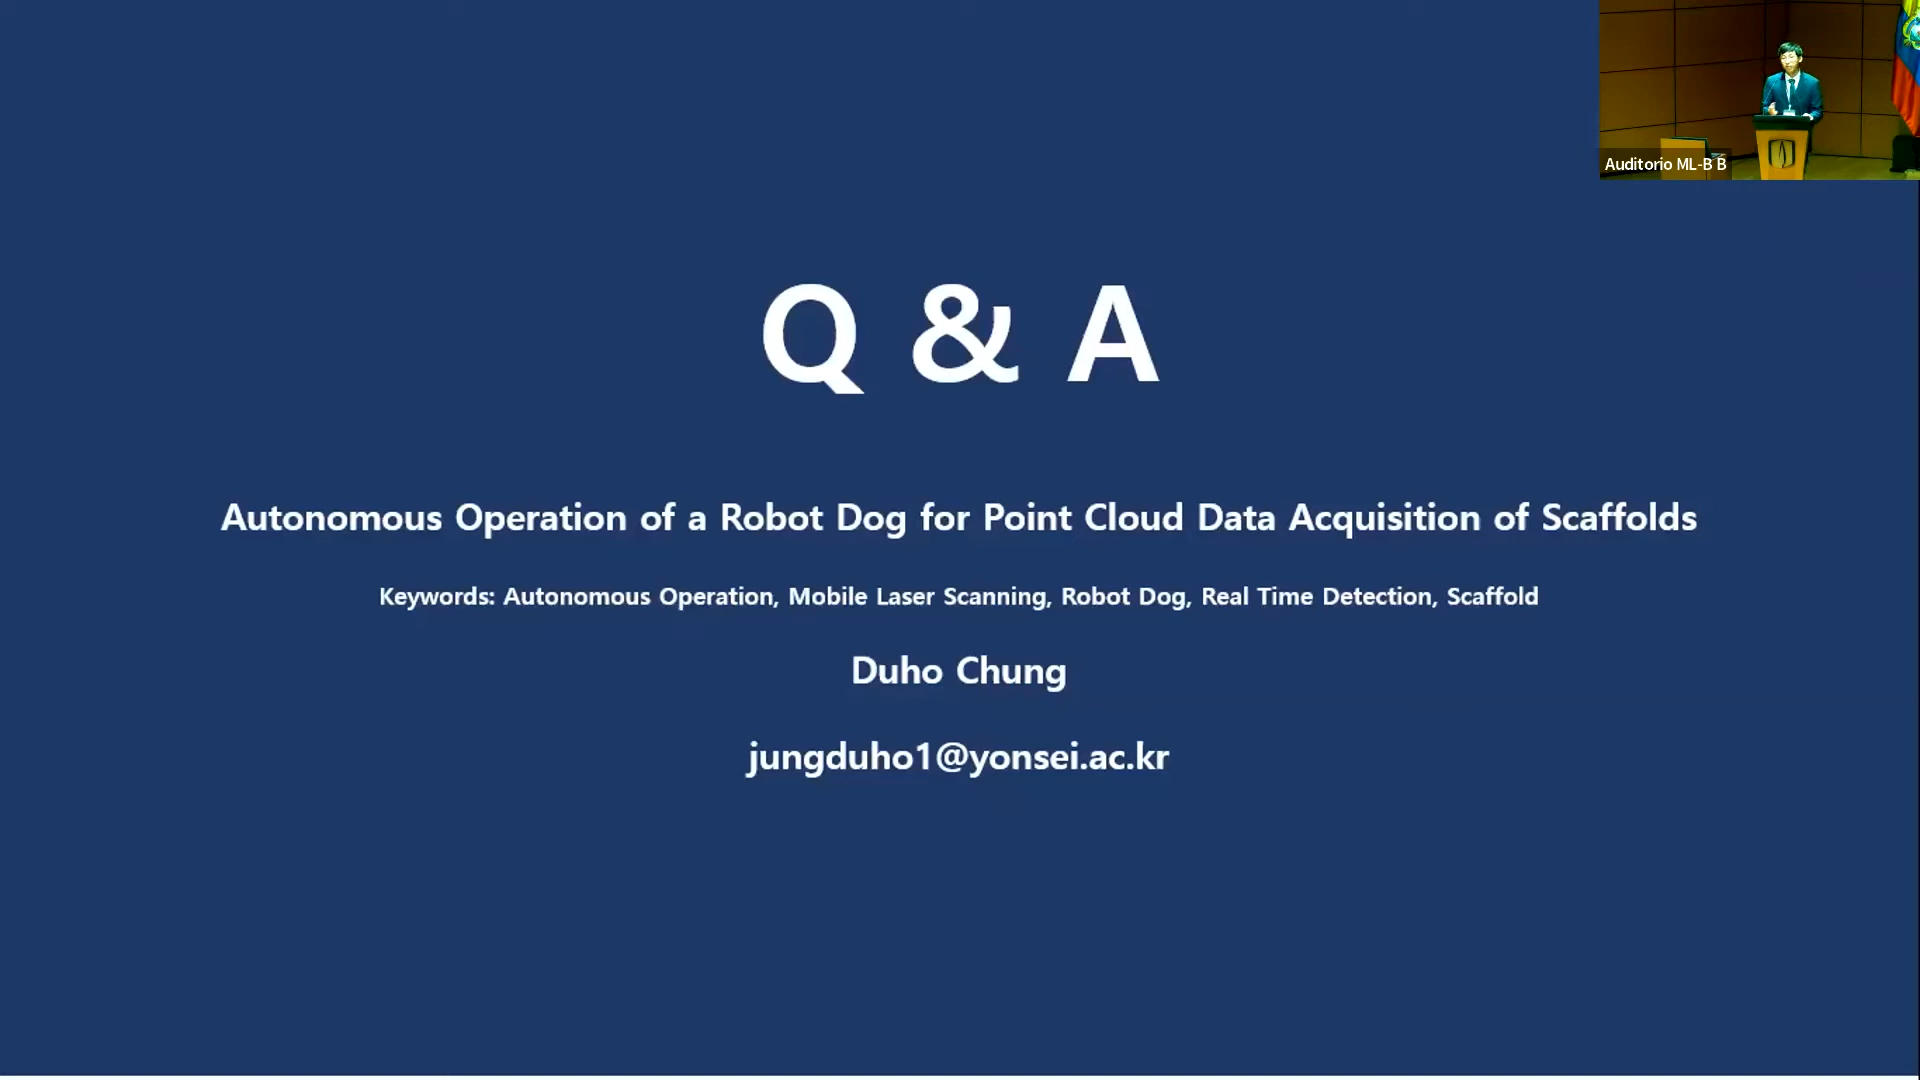 Auditorio ML-B B
Q & A
Autonomous Operation of a Robot Dog for Point Cloud Data Acquisition of Scaffolds
Keywords: Autonomous Operation, Mobile Laser Scanning, Robot Dog, Real Time Detection, Scaffold
Duho Chung
jungduho1@yonsei.ac.kr